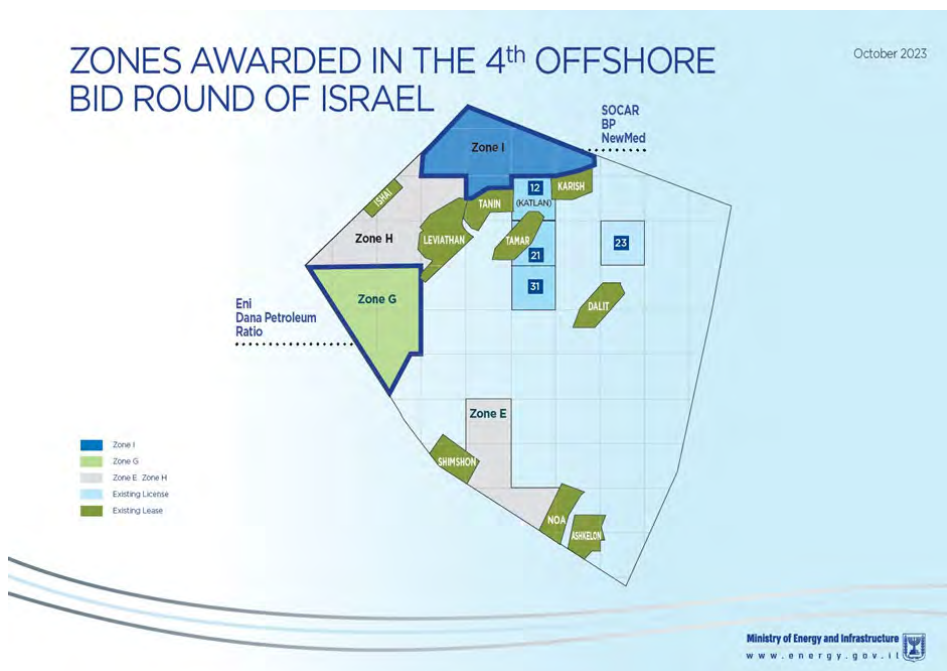 ZONES AWARDED IN THE 4th OFFSHORE
BID ROUND OF ISRAEL
October 2023
SOCAR
BP
NewMed
Zone I
12
(KATLAN)
KARISH
ISHAI
TANIN
Zone H
LEVIATHAN
TAMAR
21
23
31
Zone G
DALIT
Eni
Dana Petroleum
Ratio
Zone E
SHIMSHON
NOA
ASHKELON
Zone I
Zone G
Zone E. Zone H
Existing License
Existing Lease
Ministry of Energy and Infrastructure
www.energy.gov.il